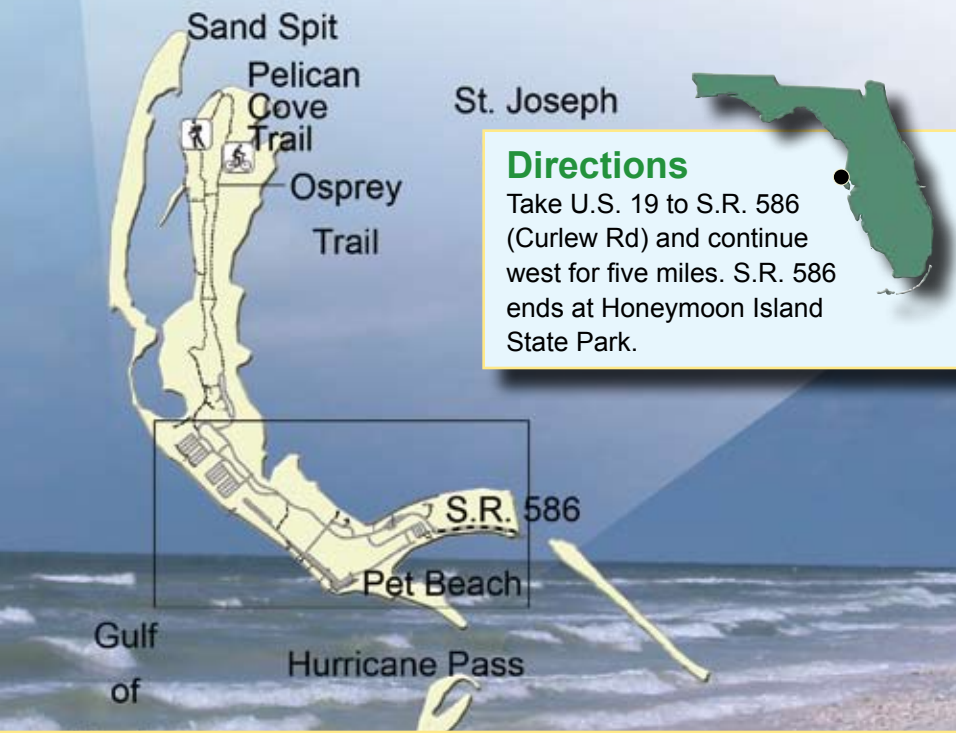 Sand Spit
Pelican
Cove
Trail
St. Joseph
Osprey
Trail
Directions
Take U.S. 19 to S.R. 586
(Curlew Rd) and continue
west for five miles. S.R. 586
ends at Honeymoon Island
State Park.
S.R. 586
Pet Beach
Gulf
of
Hurricane Pass